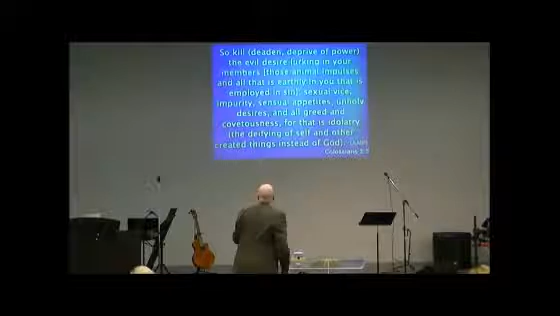 So kill (deaden, deprive of power)
the evil desire lurking in your
members [those animal impulses
and all that is earthly in you that is
employed in sin]: sexual vice,
impurity, sensual appetites, unholy
desires, and all greed and
covetousness, for that is idolatry
(the deifying of self and other
created things instead of God). (AMP)
Colossians 3:5